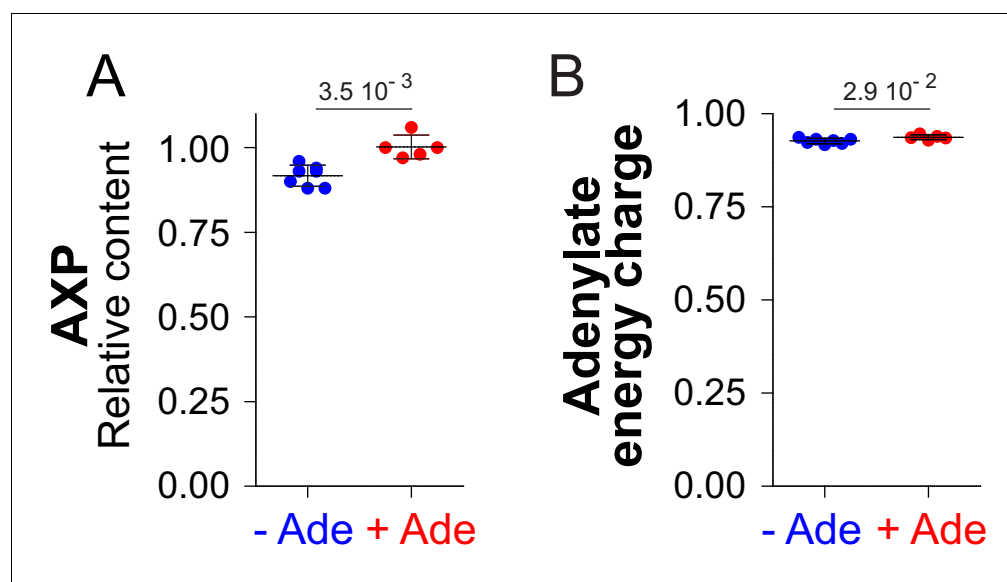 A
3.5 10⁻³
AXP
Relative content
1.00
0.75
0.50
0.25
0.00
- Ade + Ade
B
2.9 10⁻²
Adenylate
energy charge
1.00
0.75
0.50
0.25
0.00
- Ade + Ade